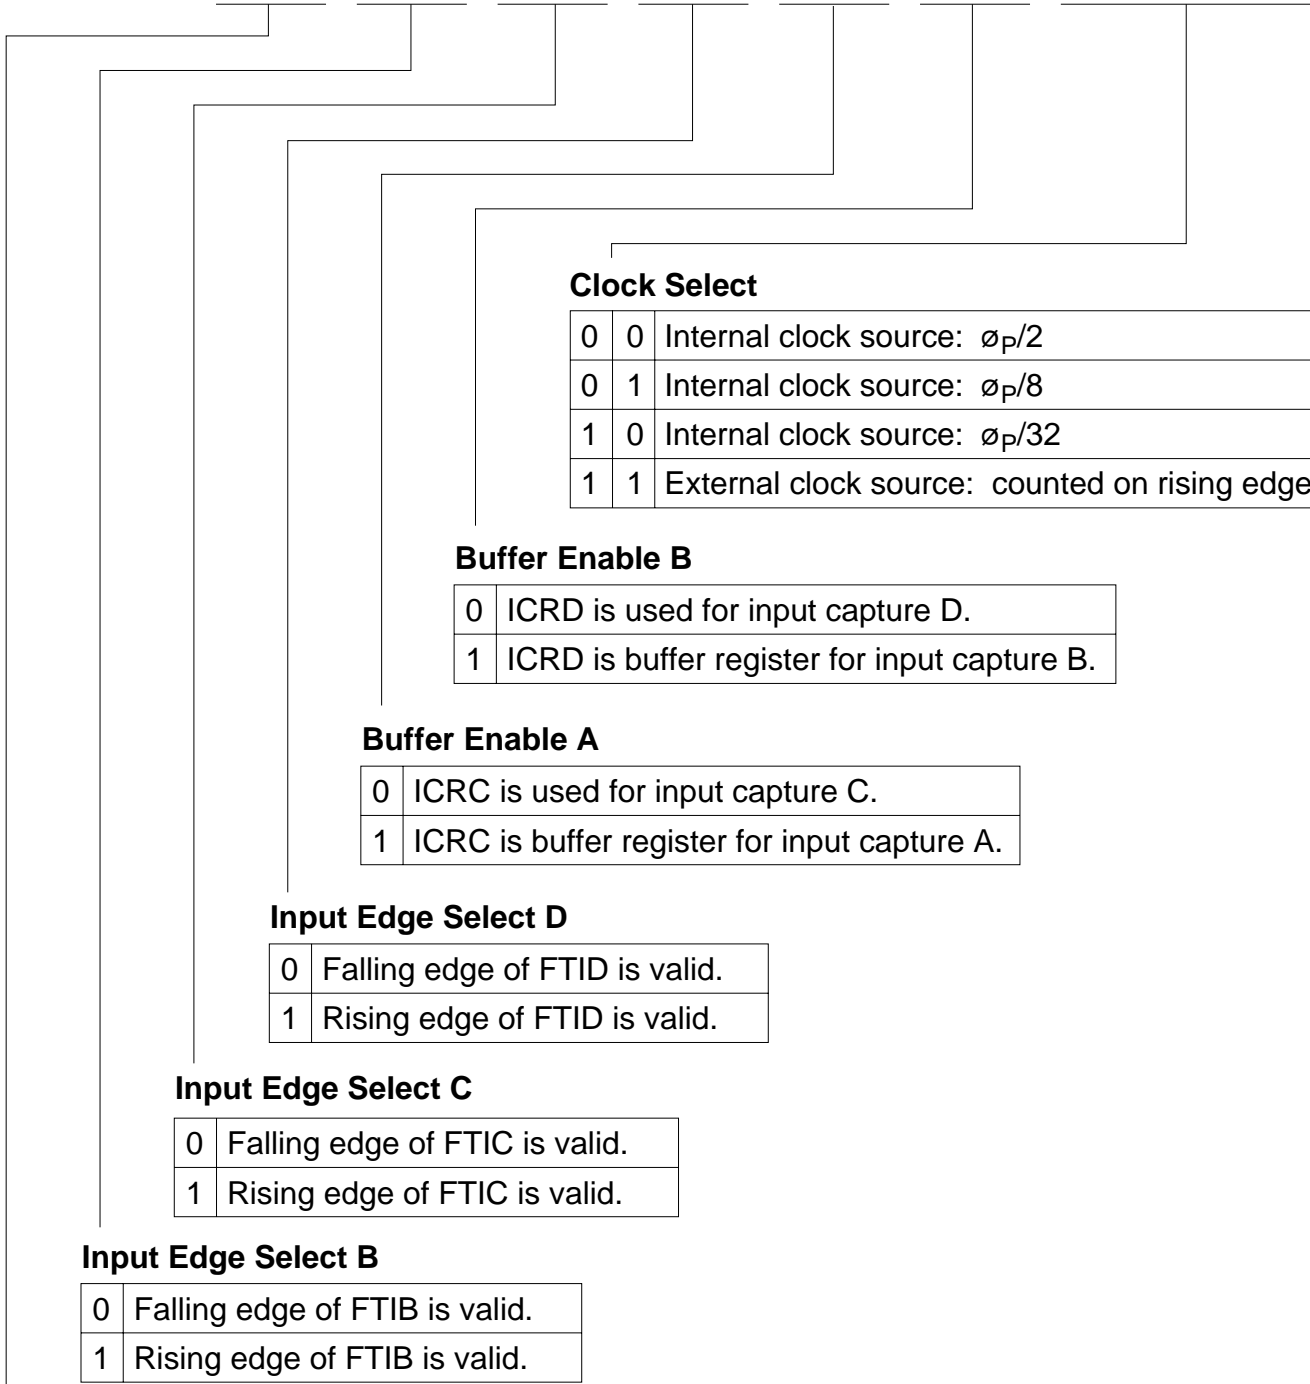 Clock Select
0 0 Internal clock source: øP/2
0 1 Internal clock source: øP/8
1 0 Internal clock source: øP/32
1 1 External clock source: counted on rising edge
Buffer Enable B
0 ICRD is used for input capture D.
1 ICRD is buffer register for input capture B.
Buffer Enable A
0 ICRC is used for input capture C.
1 ICRC is buffer register for input capture A.
Input Edge Select D
0 Falling edge of FTID is valid.
1 Rising edge of FTID is valid.
Input Edge Select C
0 Falling edge of FTIC is valid.
1 Rising edge of FTIC is valid.
Input Edge Select B
0 Falling edge of FTIB is valid.
1 Rising edge of FTIB is valid.